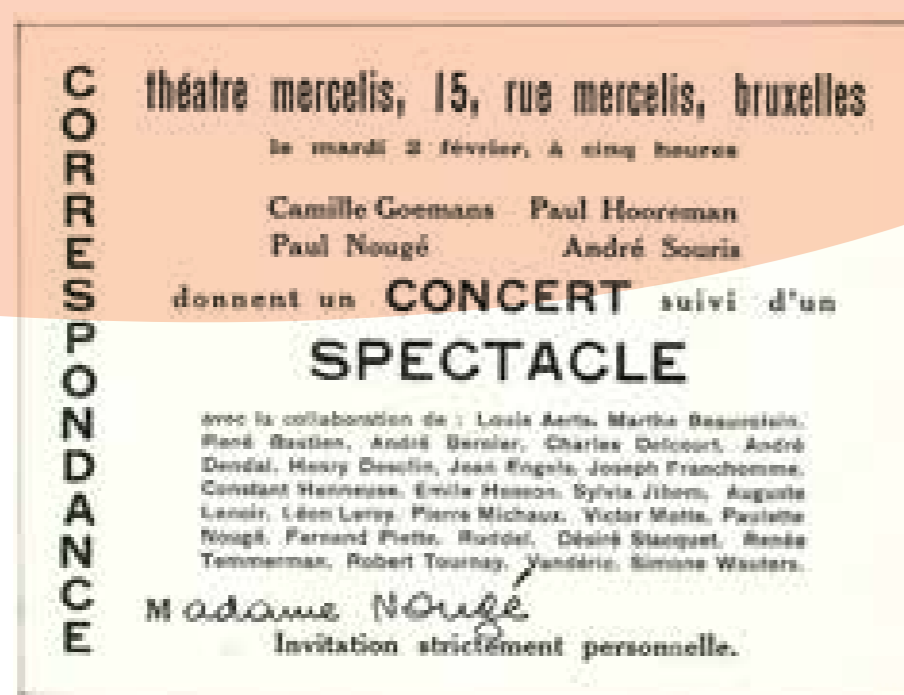 CORRESPONDANCE
théatre mercelis, 15, rue mercelis, bruxelles
le mardi 2 février, à cinq heures
Camille Goemans Paul Hooreman
Paul Nougé André Souris
donnent un CONCERT suivi d'un
SPECTACLE
avec la collaboration de : Louis Aerts, Marthe Beauvoisin,
René Bastien, André Bernier, Charles Delcourt, André
Dendal, Henry Desclin, Jean Engels, Joseph Franchomme,
Constant Hanneuse, Emile Hosson, Sylvia Jihorn, Auguste
Lenoir, Léon Leroy, Pierre Michaux, Victor Motte, Paulette
Nougé, Fernand Piette, Ruddel, Désiré Stacquet, Renée
Temmerman, Robert Tournay, Vandéric, Simone Wauters.
Madame Nougé
Invitation strictement personnelle.